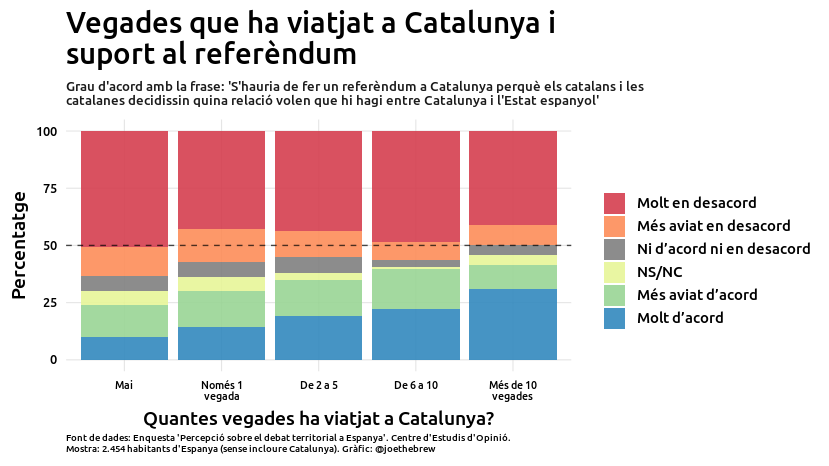 Vegades que ha viatjat a Catalunya i
suport al referèndum
Grau d'acord amb la frase: 'S'hauria de fer un referèndum a Catalunya perquè els catalans i les
catalanes decidissin quina relació volen que hi hagi entre Catalunya i l'Estat espanyol'
Percentatge
100
75
50
25
0
Mai
Només 1
vegada
De 2 a 5
De 6 a 10
Més de 10
vegades
Quantes vegades ha viatjat a Catalunya?
Molt en desacord
Més aviat en desacord
Ni d’acord ni en desacord
NS/NC
Més aviat d’acord
Molt d’acord
Font de dades: Enquesta 'Percepció sobre el debat territorial a Espanya'. Centre d'Estudis d'Opinió.
Mostra: 2.454 habitants d'Espanya (sense incloure Catalunya). Gràfic: @joethebrew